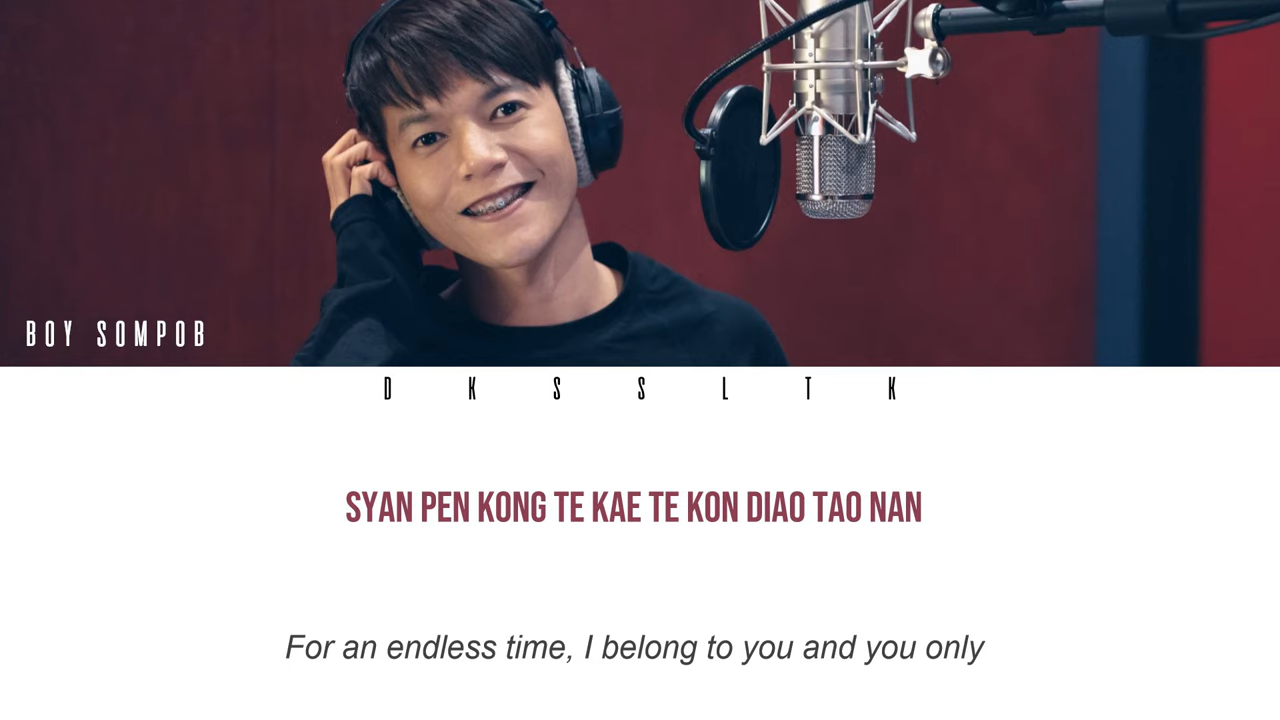 BOY SOMPOB
D K S S L T K
SYAN PEN KONG TE KAE TE KON DIAO TAO NAN
For an endless time, I belong to you and you only